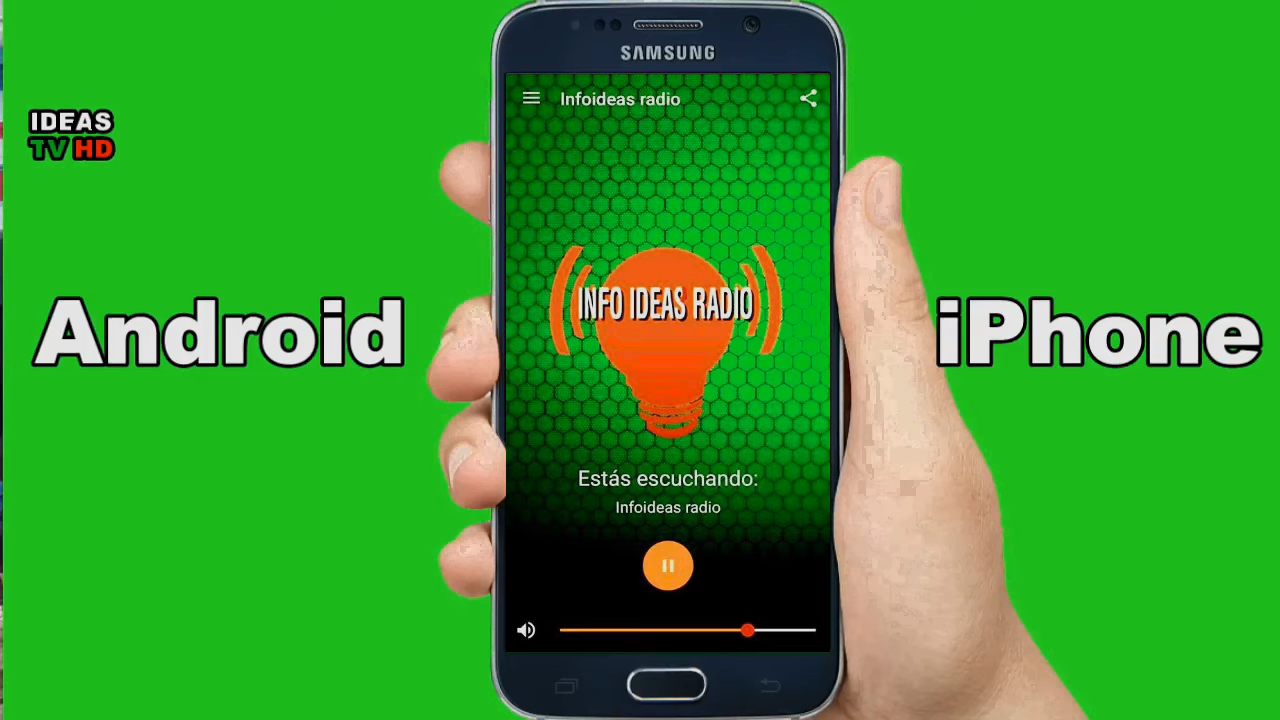 SAMSUNG
Infoideas radio
IDEAS
TV HD
INFO IDEAS RADIO
Android
iPhone
Estás escuchando:
Infoideas radio